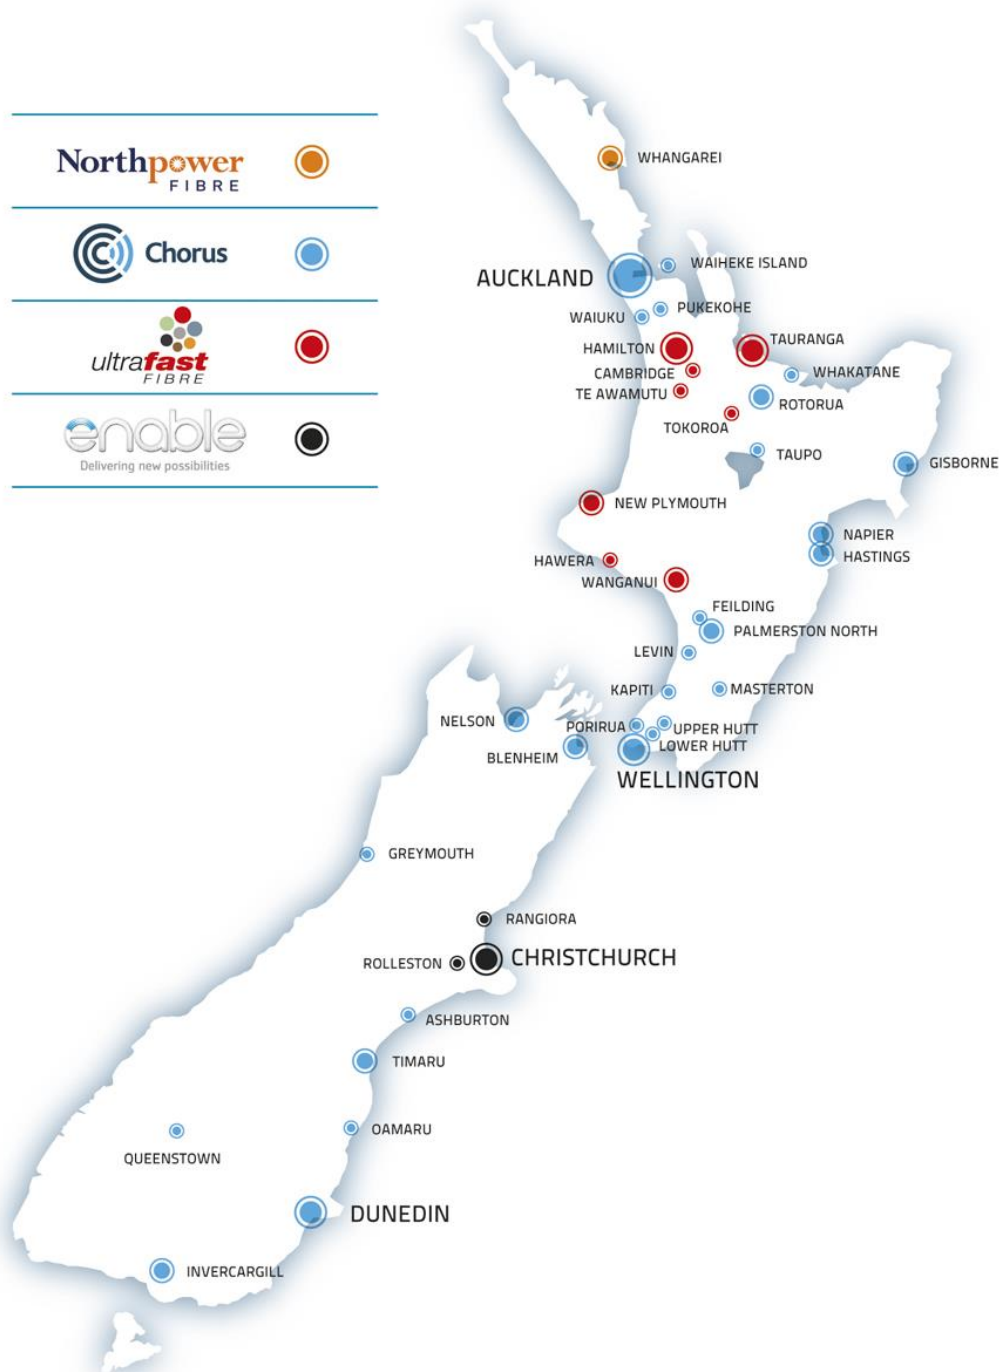 Northpower
FIBRE
Chorus
ultrafast
FIBRE
enable
Delivering new possibilities
WHANGAREI
AUCKLAND
WAIHEKE ISLAND
PUKEKOHE
WAIUKU
HAMILTON
TAURANGA
CAMBRIDGE
WHAKATANE
TE AWAMUTU
ROTORUA
TOKOROA
TAUPO
GISBORNE
NEW PLYMOUTH
NAPIER
HASTINGS
HAWERA
WANGANUI
FEILDING
PALMERSTON NORTH
LEVIN
KAPITI
MASTERTON
NELSON
PORIRUA
UPPER HUTT
LOWER HUTT
BLENHEIM
WELLINGTON
GREYMOUTH
RANGIORA
CHRISTCHURCH
ROLLESTON
ASHBURTON
TIMARU
OAMARU
QUEENSTOWN
DUNEDIN
INVERCARGILL